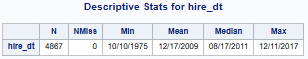 Descriptive Stats for hire_dt
N NMiss Min Mean Median Max
hire_dt 4867 0 10/10/1975 12/17/2009 08/17/2011 12/11/2017